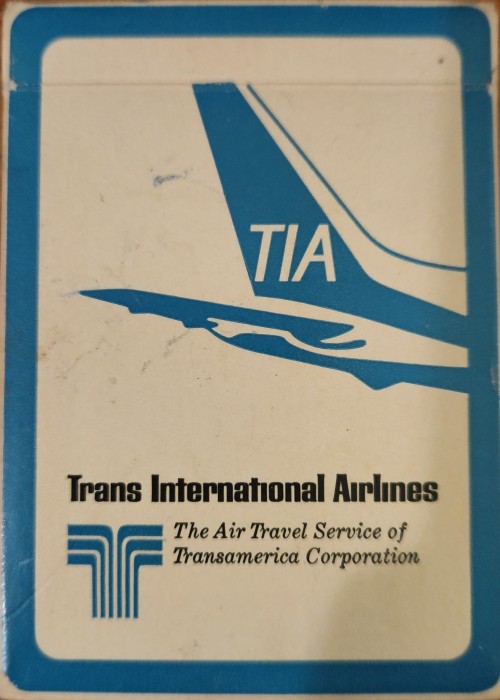 TIA
Trans International Airlines
The Air Travel Service of
Transamerica Corporation